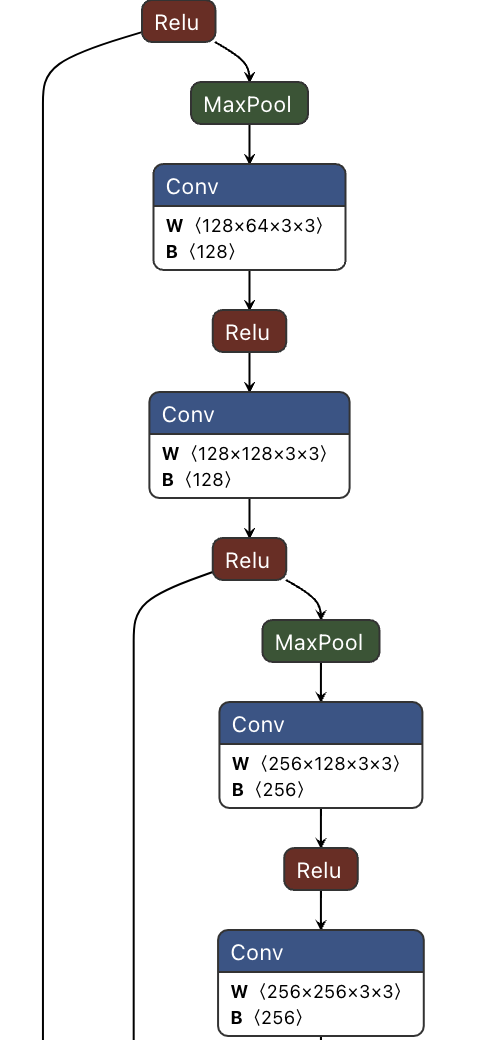 Relu
MaxPool
Conv
W ⟨128×64×3×3⟩
B ⟨128⟩
Relu
Conv
W ⟨128×128×3×3⟩
B ⟨128⟩
Relu
MaxPool
Conv
W ⟨256×128×3×3⟩
B ⟨256⟩
Relu
Conv
W ⟨256×256×3×3⟩
B ⟨256⟩